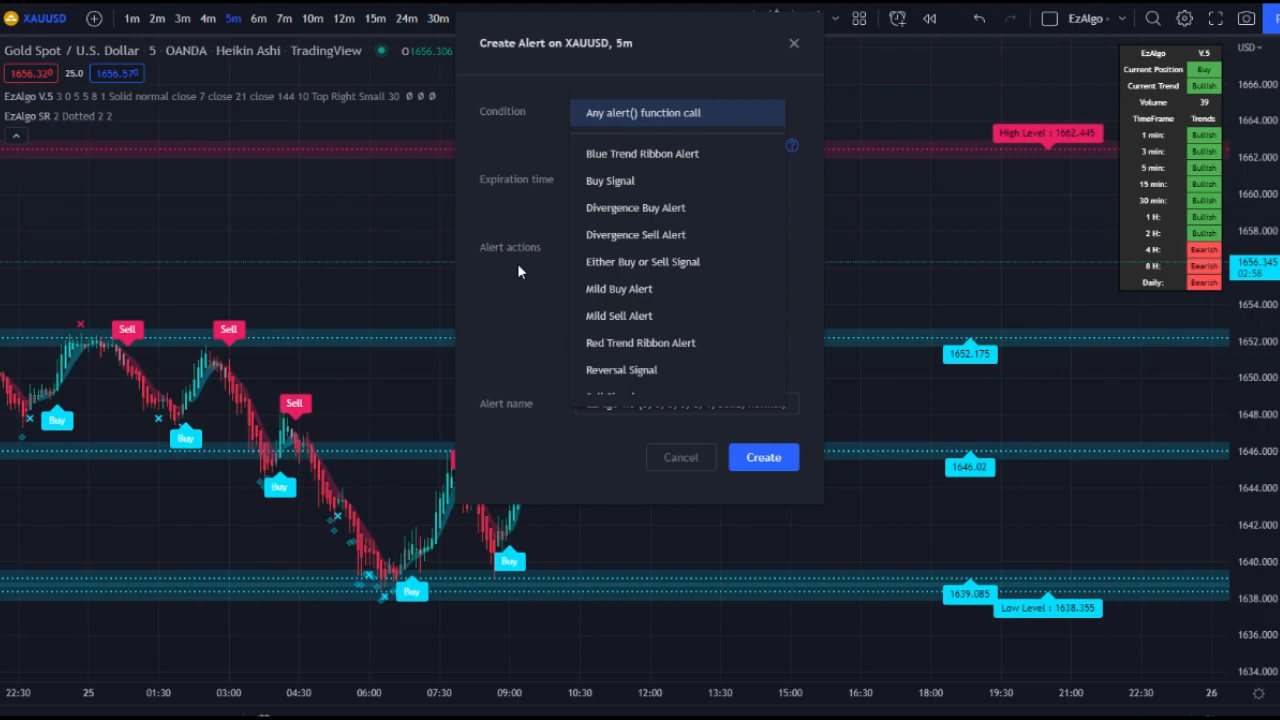 XAUUSD 1m 2m 3m 4m 5m 6m 7m 10m 12m 15m 24m 30m EzAlgo
Gold Spot / U.S. Dollar · 5 · OANDA · Heikin Ashi · TradingView O1656.306
1656.320 25.0 1656.570
EzAlgo V.5 3 0 5 5 8 1 Solid normal close 7 close 21 close 144 10 Top Right Small 30 Ø Ø Ø
EzAlgo SR 2 Dotted 2 2
Create Alert on XAUUSD, 5m
Condition
Any alert() function call
Blue Trend Ribbon Alert
Expiration time
Buy Signal
Divergence Buy Alert
Divergence Sell Alert
Alert actions
Either Buy or Sell Signal
Mild Buy Alert
Mild Sell Alert
Red Trend Ribbon Alert
Reversal Signal
Alert name
Cancel
Create
EzAlgo V.5
Current Position Buy
Current Trend Bullish
Volume 39
TimeFrame Trends
1 min: Bullish
3 min: Bullish
5 min: Bullish
15 min: Bullish
30 min: Bullish
1 H: Bullish
2 H: Bullish
4 H: Bearish
8 H: Bearish
Daily: Bearish
High Level : 1662.445
1652.175
1646.02
1639.085
Low Level : 1638.355
Sell
Sell
Sell
Buy
Buy
Buy
Buy
Buy
USD
1666.000
1664.000
1662.000
1660.000
1658.000
1656.345
02:58
1654.000
1652.000
1650.000
1648.000
1646.000
1644.000
1642.000
1640.000
1638.000
1636.000
1634.000
22:30 25 01:30 03:00 04:30 06:00 07:30 09:00 10:30 12:00 13:30 15:00 16:30 18:00 19:30 21:00 22:30 26